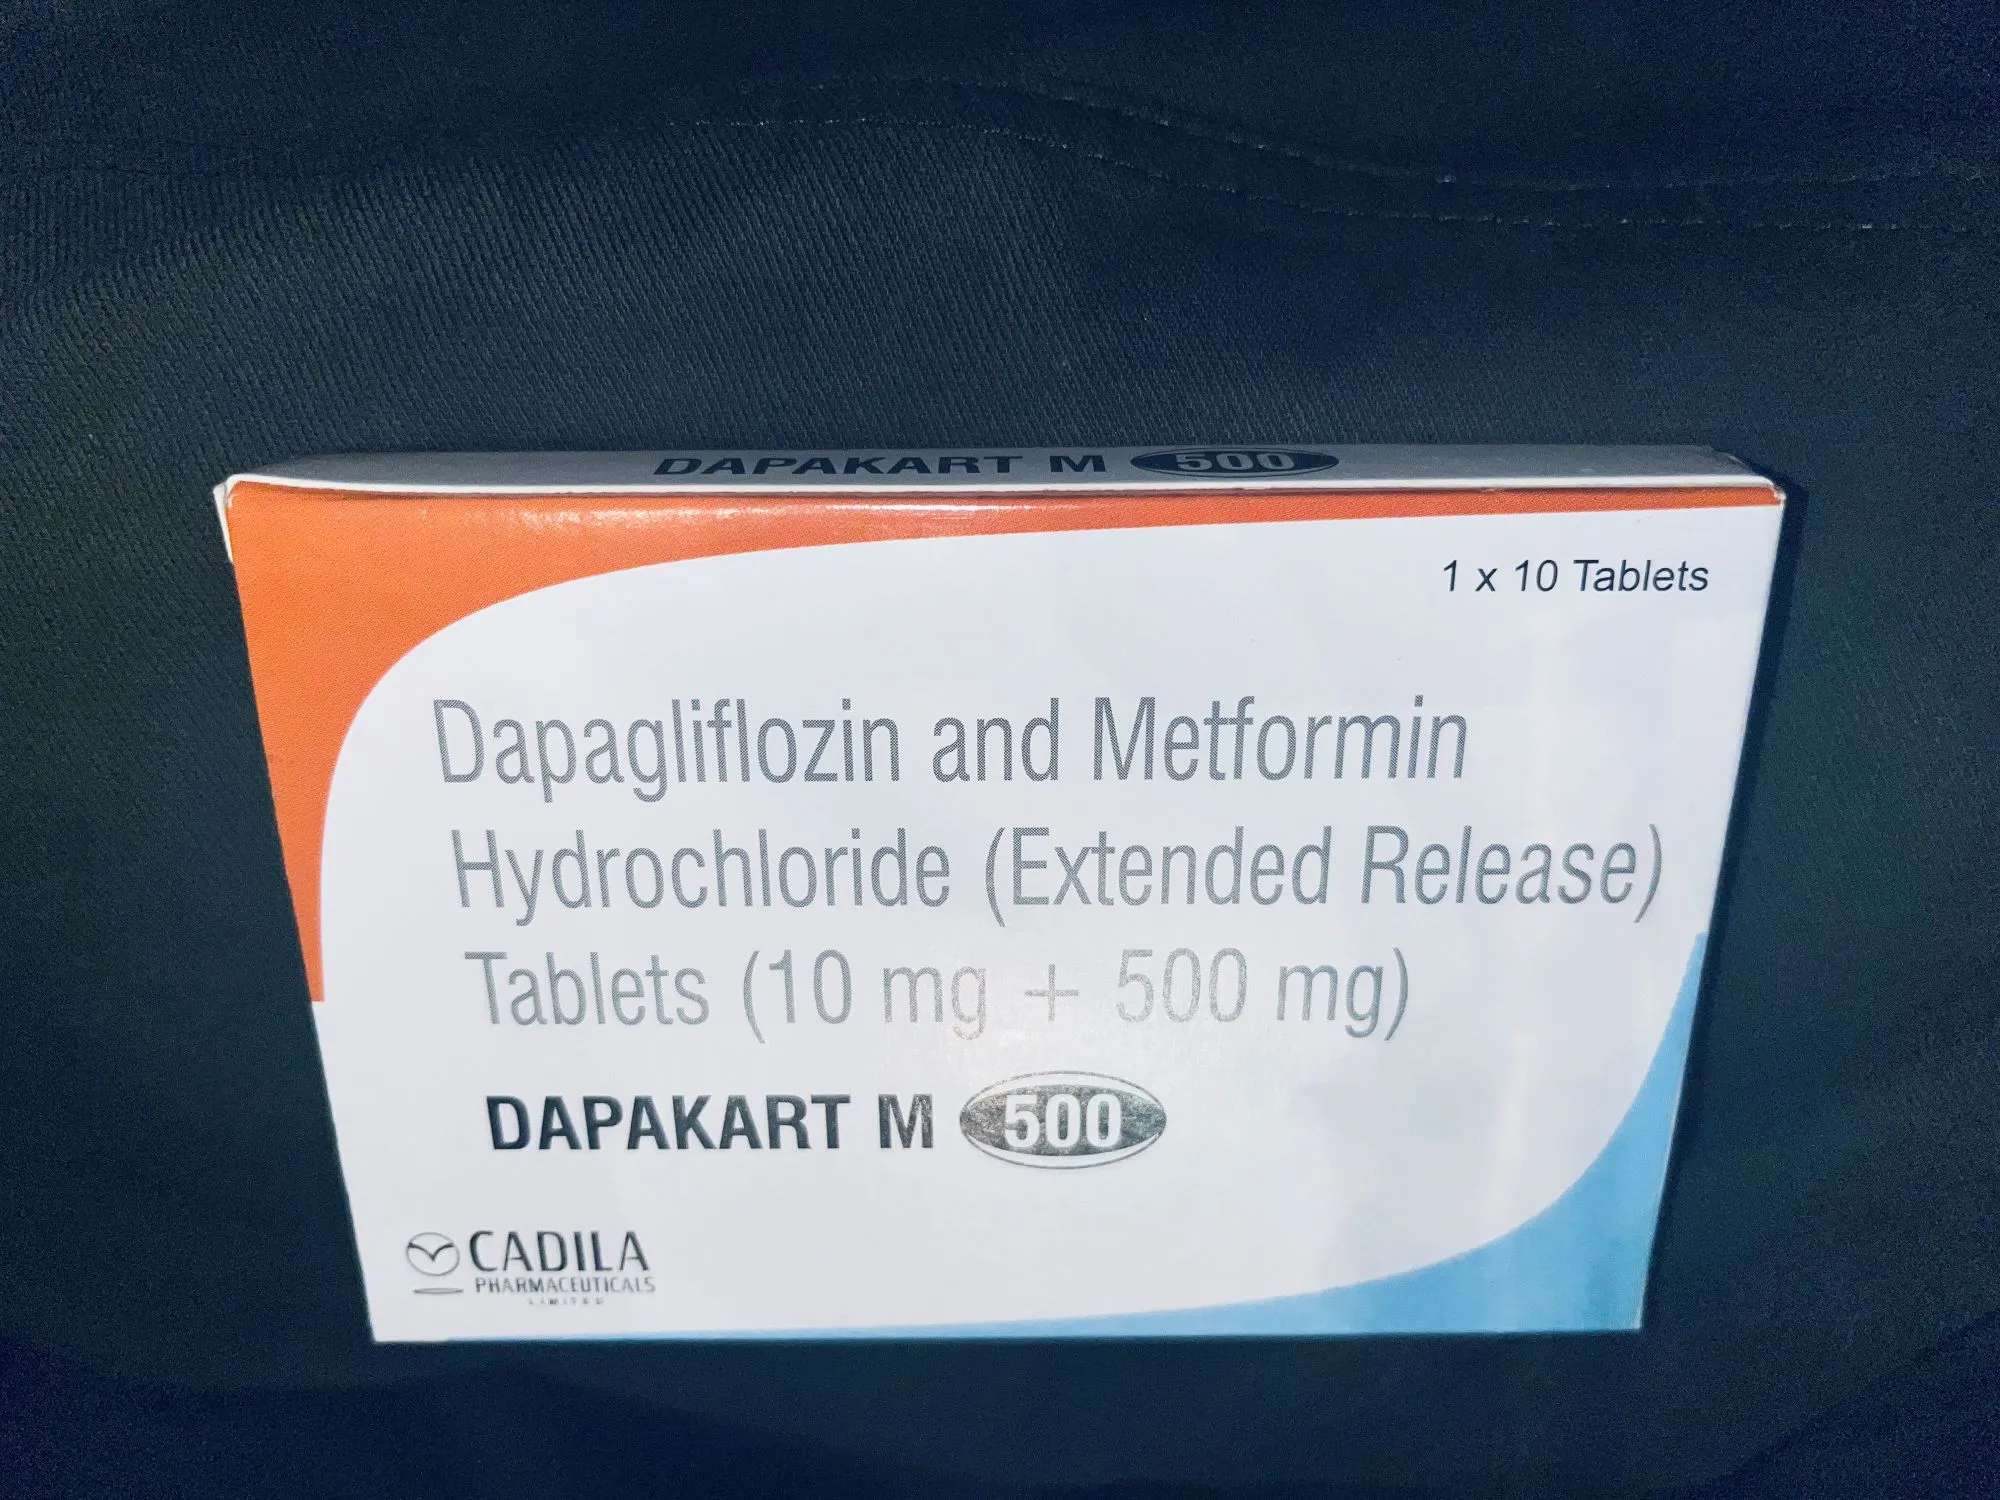 DAPAKART M 500
1 x 10 Tablets
Dapagliflozin and Metformin
Hydrochloride (Extended Release)
Tablets (10 mg + 500 mg)
DAPAKART M 500
CADILA
PHARMACEUTICALS
LIMITED